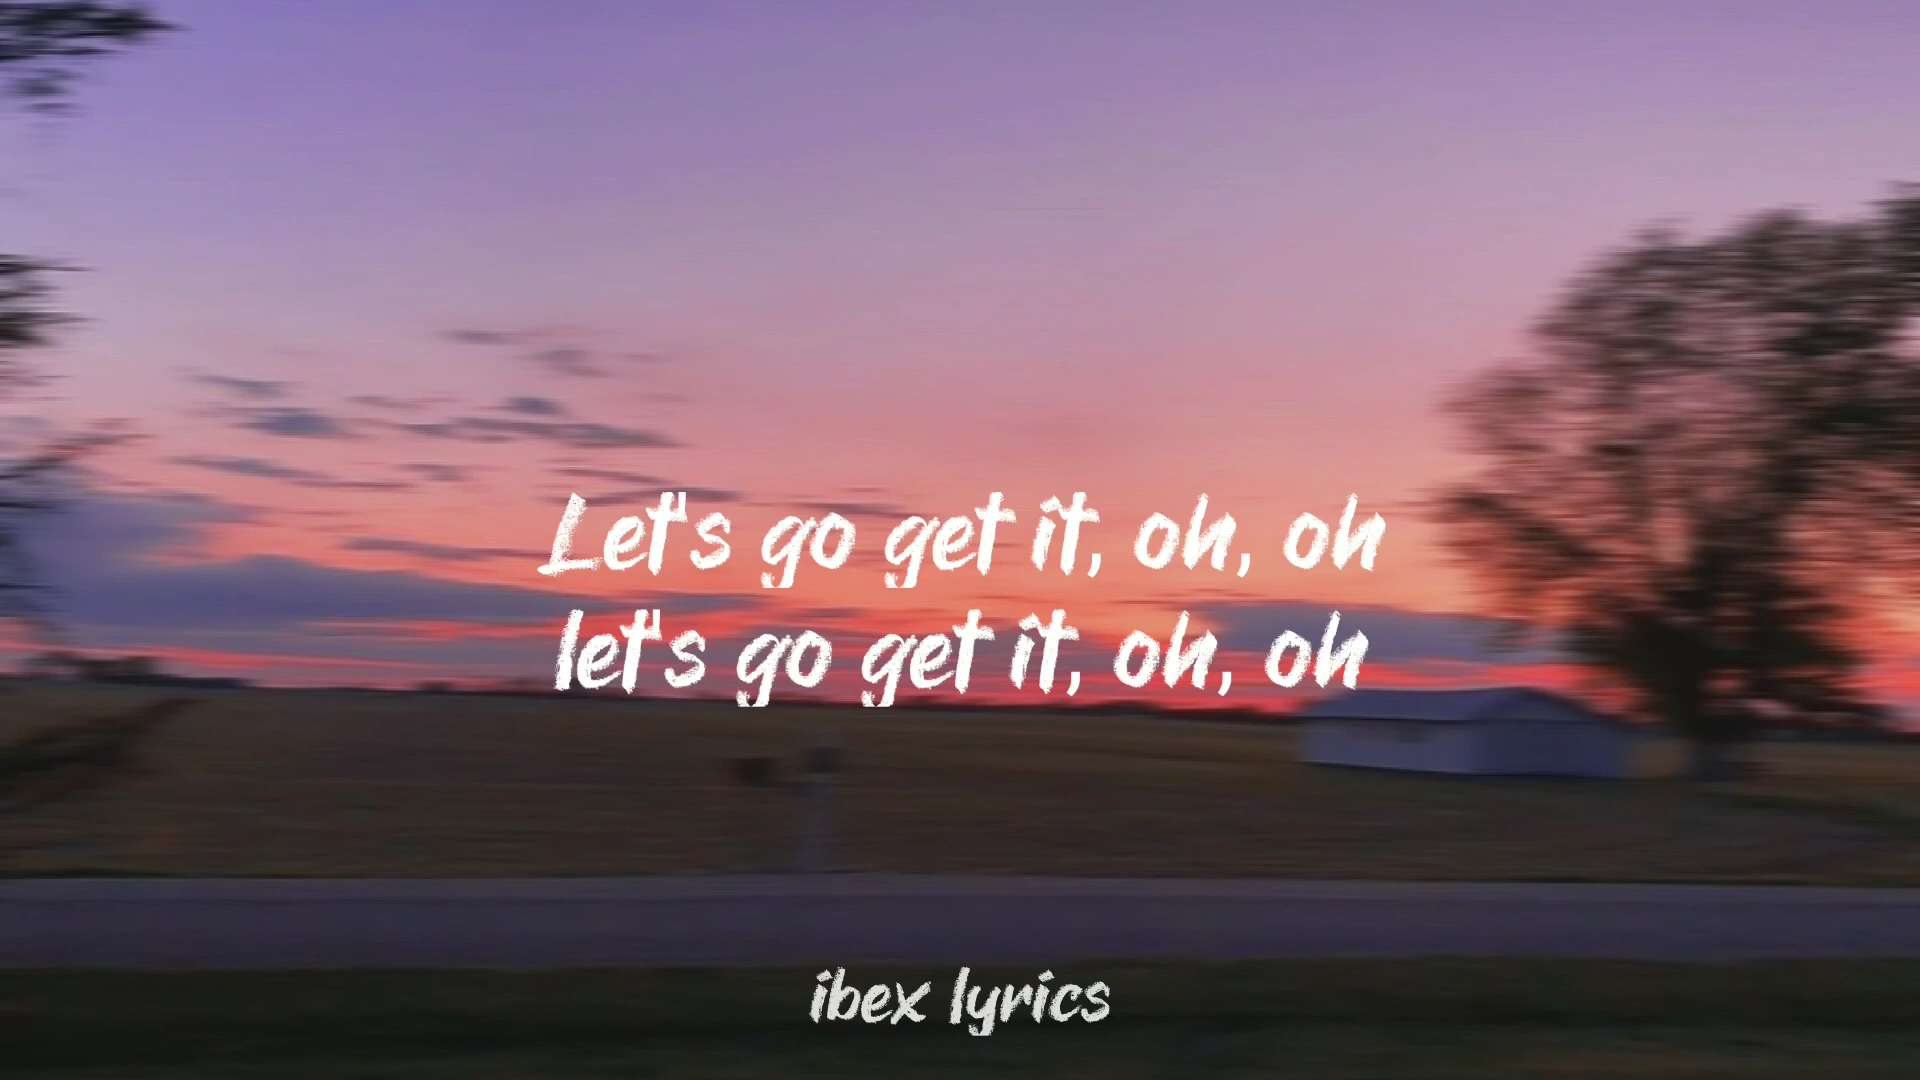 Let's go get it, oh, oh
let's go get it, oh, oh
ibex lyrics